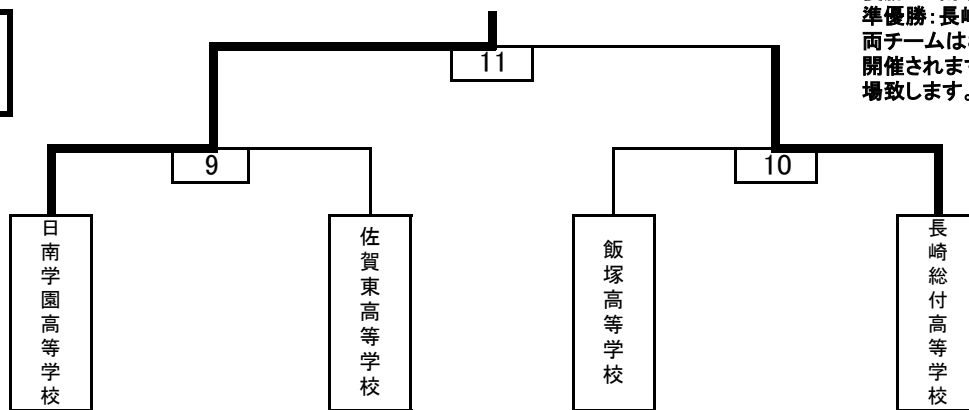 準優勝：長崎
両チームは
開催されます
場致します。
11
9
10
日南学園高等学校
佐賀東高等学校
飯塚高等学校
長崎総付高等学校